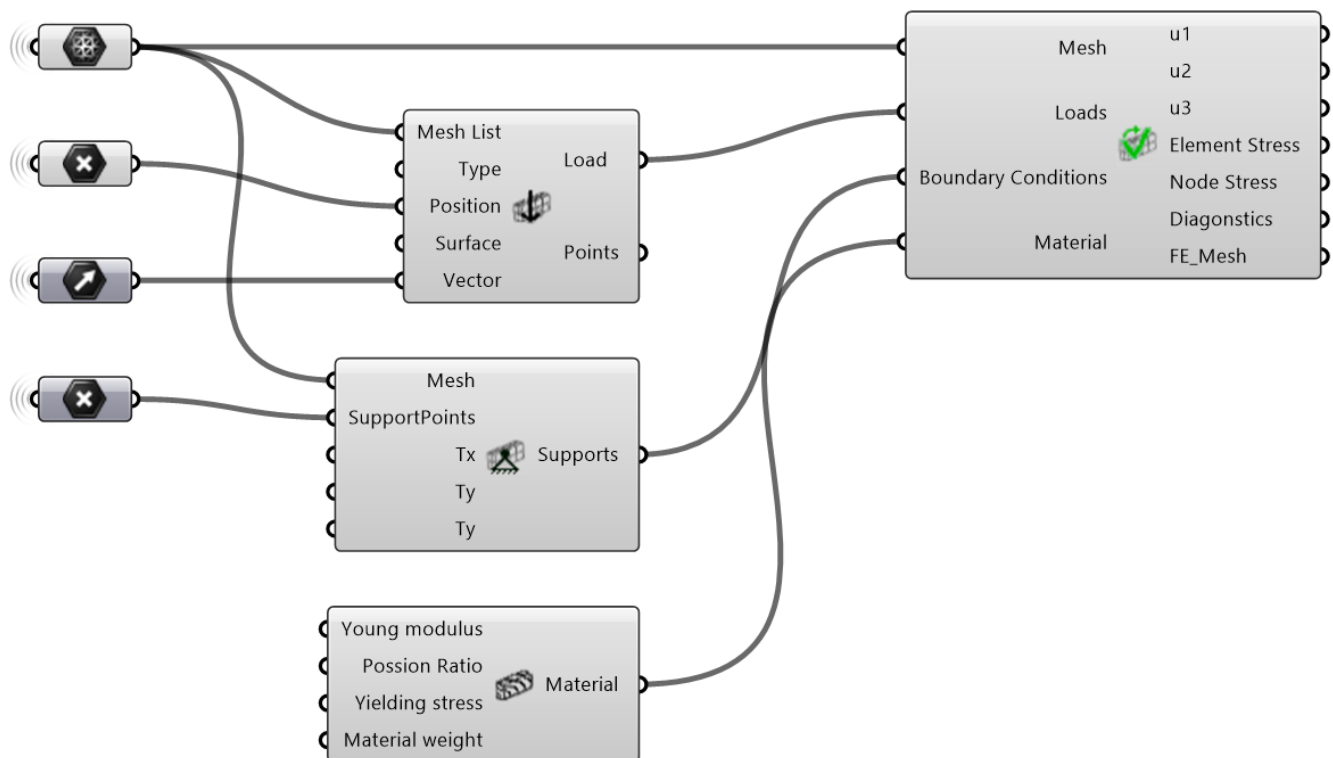 Mesh
Loads
Boundary Conditions
Material
u1
u2
u3
Element Stress
Node Stress
Diagonstics
FE_Mesh
Mesh List
Type
Position
Surface
Vector
Load
Points
Mesh
SupportPoints
Tx
Ty
Ty
Supports
Young modulus
Possion Ratio
Yielding stress
Material weight
Material